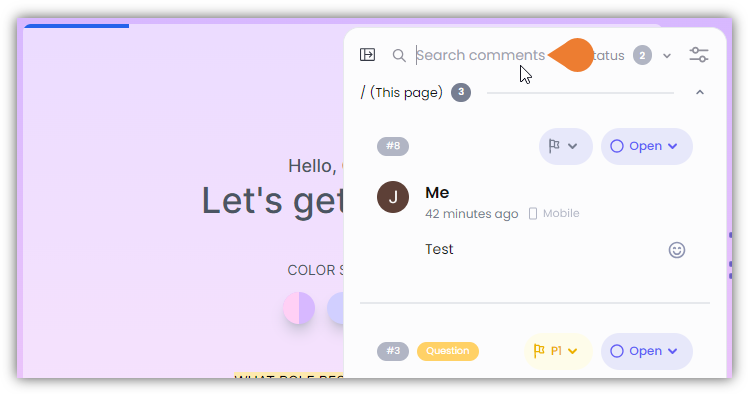 Search comments
2
/ (This page) 3
#8
Open
Hello,
Let's get
J
Me
42 minutes ago Mobile
Test
COLOR
#3 Question P1 Open